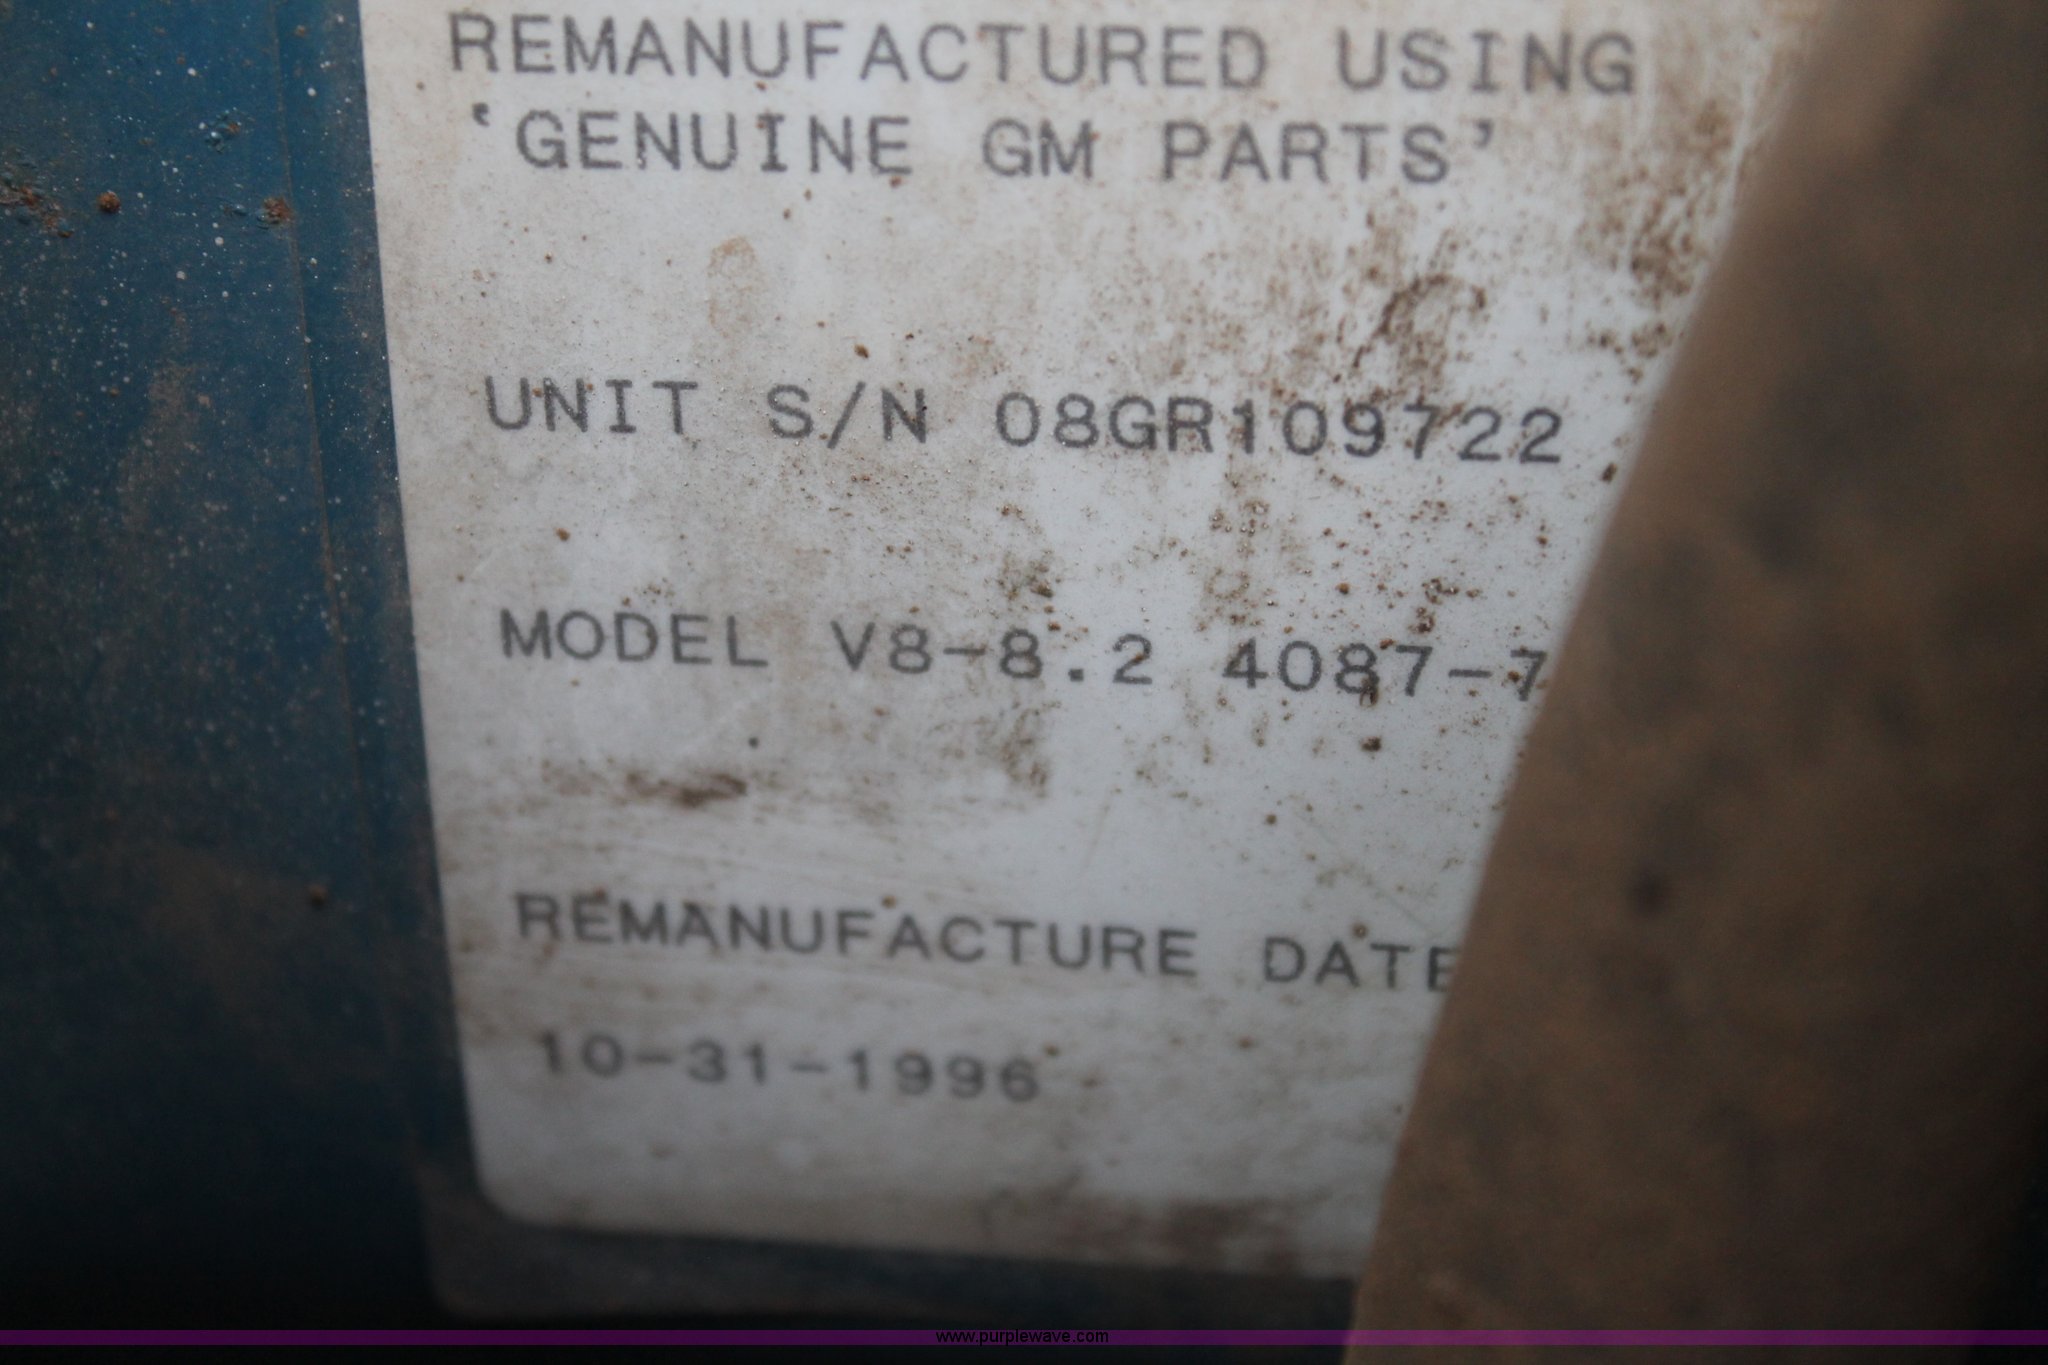 REMANUFACTURED USING
'GENUINE GM PARTS'
UNIT S/N 08GR109722
MODEL V8-8.2 4087-7
REMANUFACTURE DATE
10-31-1996
www.purplewave.com